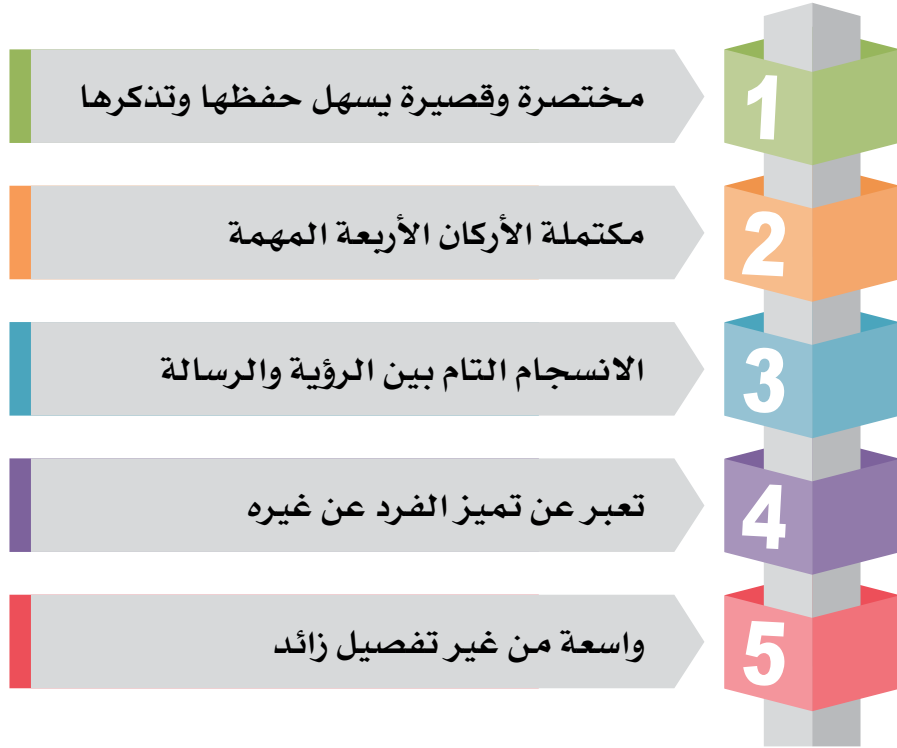 1 مختصرة وقصيرة يسهل حفظها وتذكرها
2 مكتملة الأركان الأربعة المهمة
3 الانسجام التام بين الرؤية والرسالة
4 تعبر عن تميز الفرد عن غيره
5 واسعة من غير تفصيل زائد